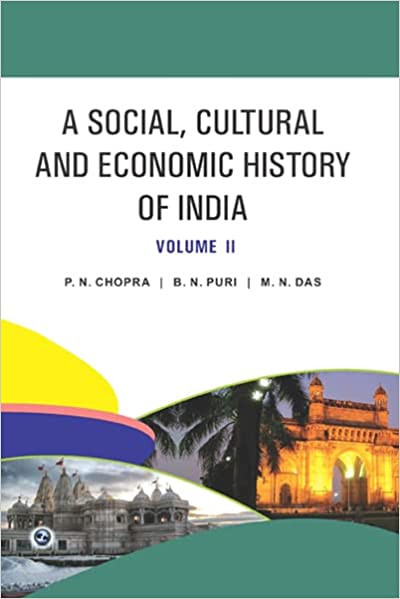 A SOCIAL, CULTURAL
AND ECONOMIC HISTORY
OF INDIA
VOLUME II
P. N. CHOPRA | B. N. PURI | M. N. DAS